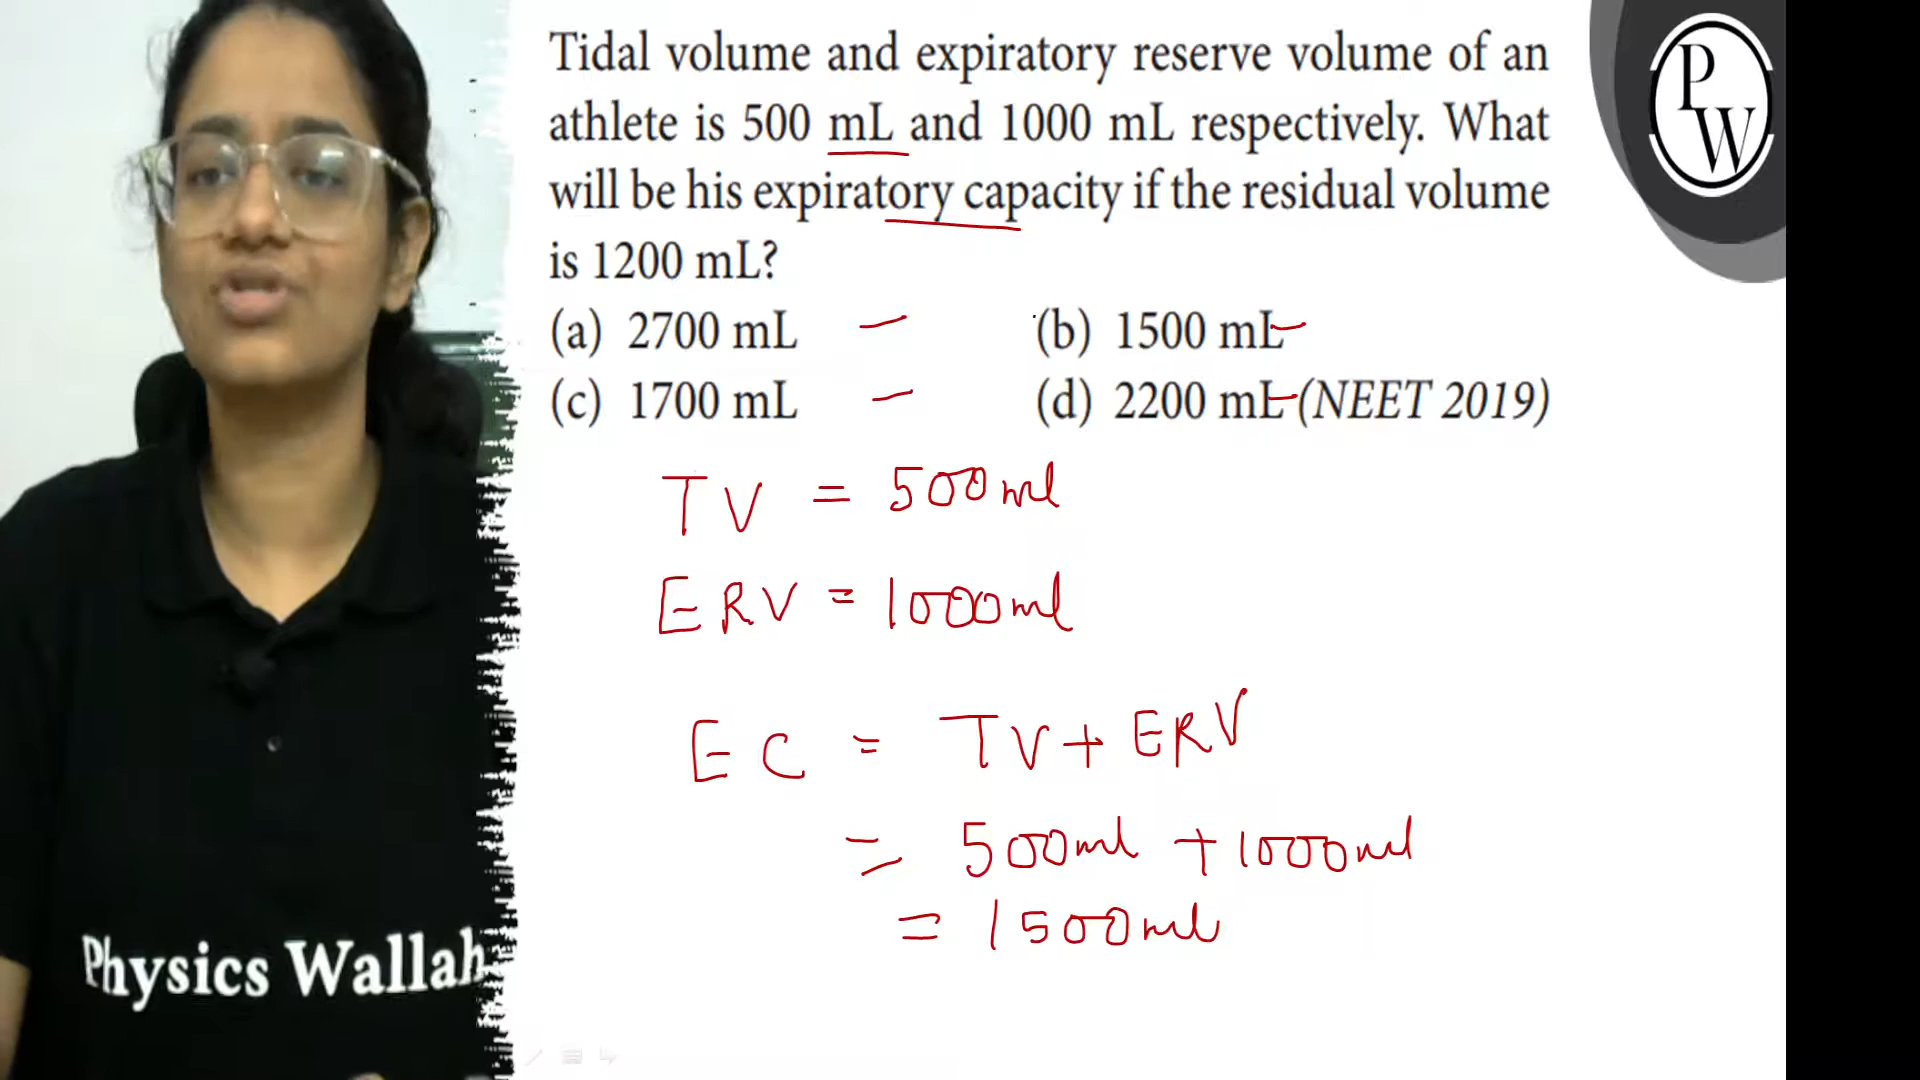 Tidal volume and expiratory reserve volume of an
athlete is 500 mL and 1000 mL respectively. What
will be his expiratory capacity if the residual volume
is 1200 mL?
(a) 2700 mL (b) 1500 mL
(c) 1700 mL (d) 2200 mL (NEET 2019)
TV = 500ml
ERV = 1000ml
EC = TV + ERV
= 500ml + 1000ml
= 1500ml
PW
Physics Wallah